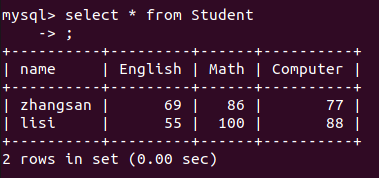 mysql> select * from Student
    -> ;
+----------+---------+------+----------+
| name     | English | Math | Computer |
+----------+---------+------+----------+
| zhangsan |      69 |   86 |       77 |
| lisi     |      55 |  100 |       88 |
+----------+---------+------+----------+
2 rows in set (0.00 sec)